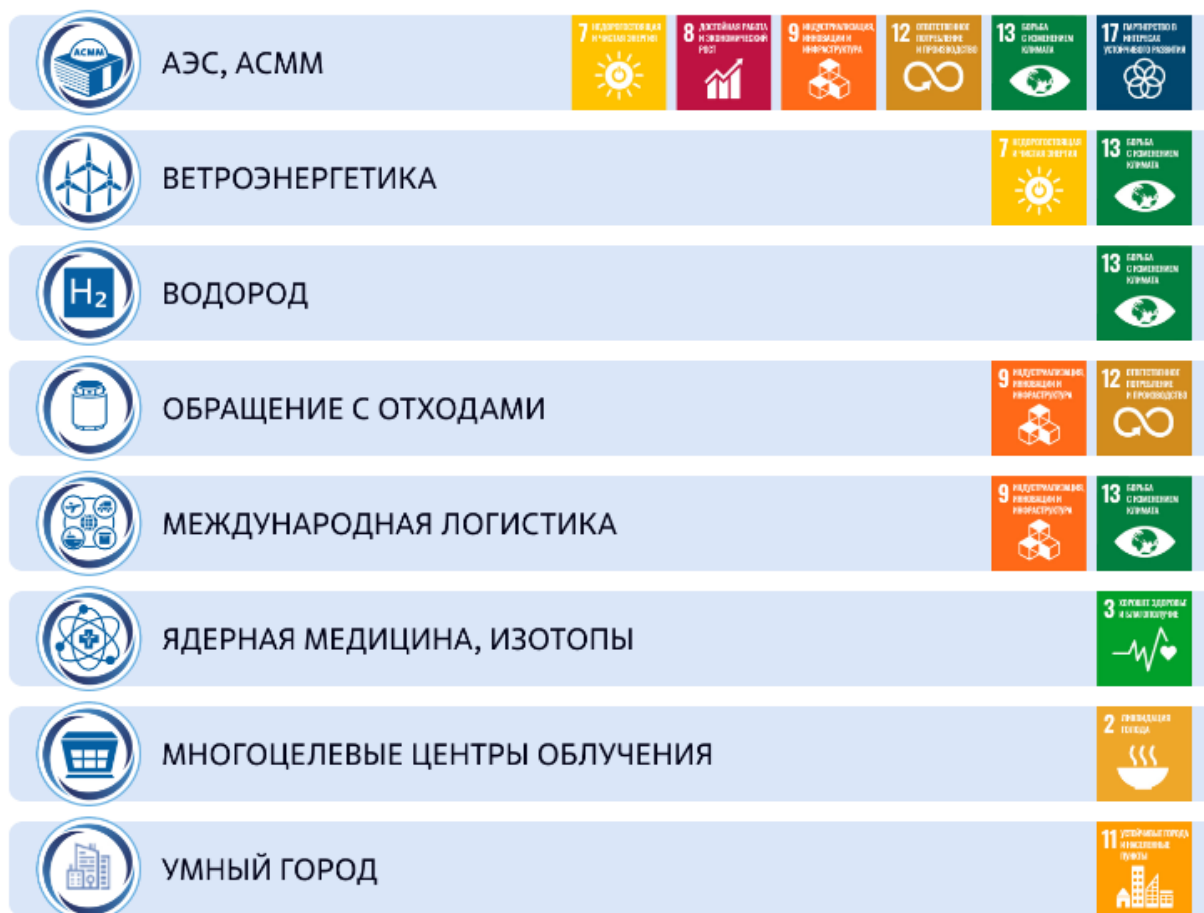 АСММ
АЭС, АСММ
7 НЕДОРОГОСТОЯЩАЯ
И ЧИСТАЯ ЭНЕРГИЯ
8 ДОСТОЙНАЯ РАБОТА
И ЭКОНОМИЧЕСКИЙ
РОСТ
9 ИНДУСТРИАЛИЗАЦИЯ,
ИННОВАЦИИ И
ИНФРАСТРУКТУРА
12 ОТВЕТСТВЕННОЕ
ПОТРЕБЛЕНИЕ
И ПРОИЗВОДСТВО
13 БОРЬБА
С ИЗМЕНЕНИЕМ
КЛИМАТА
17 ПАРТНЕРСТВО В
ИНТЕРЕСАХ
УСТОЙЧИВОГО РАЗВИТИЯ
ВЕТРОЭНЕРГЕТИКА
7 НЕДОРОГОСТОЯЩАЯ
И ЧИСТАЯ ЭНЕРГИЯ
13 БОРЬБА
С ИЗМЕНЕНИЕМ
КЛИМАТА
H₂
ВОДОРОД
13 БОРЬБА
С ИЗМЕНЕНИЕМ
КЛИМАТА
ОБРАЩЕНИЕ С ОТХОДАМИ
9 ИНДУСТРИАЛИЗАЦИЯ,
ИННОВАЦИИ И
ИНФРАСТРУКТУРА
12 ОТВЕТСТВЕННОЕ
ПОТРЕБЛЕНИЕ
И ПРОИЗВОДСТВО
МЕЖДУНАРОДНАЯ ЛОГИСТИКА
9 ИНДУСТРИАЛИЗАЦИЯ,
ИННОВАЦИИ И
ИНФРАСТРУКТУРА
13 БОРЬБА
С ИЗМЕНЕНИЕМ
КЛИМАТА
ЯДЕРНАЯ МЕДИЦИНА, ИЗОТОПЫ
3 ХОРОШЕЕ ЗДОРОВЬЕ
И БЛАГОПОЛУЧИЕ
МНОГОЦЕЛЕВЫЕ ЦЕНТРЫ ОБЛУЧЕНИЯ
2 ЛИКВИДАЦИЯ
ГОЛОДА
УМНЫЙ ГОРОД
11 УСТОЙЧИВЫЕ ГОРОДА
И НАСЕЛЕННЫЕ
ПУНКТЫ